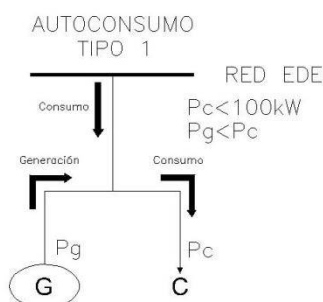 AUTOCONSUMO
TIPO 1
RED EDE
Consumo
Pc<100kW
Pg<Pc
Generación
Consumo
Pg
Pc
G
C